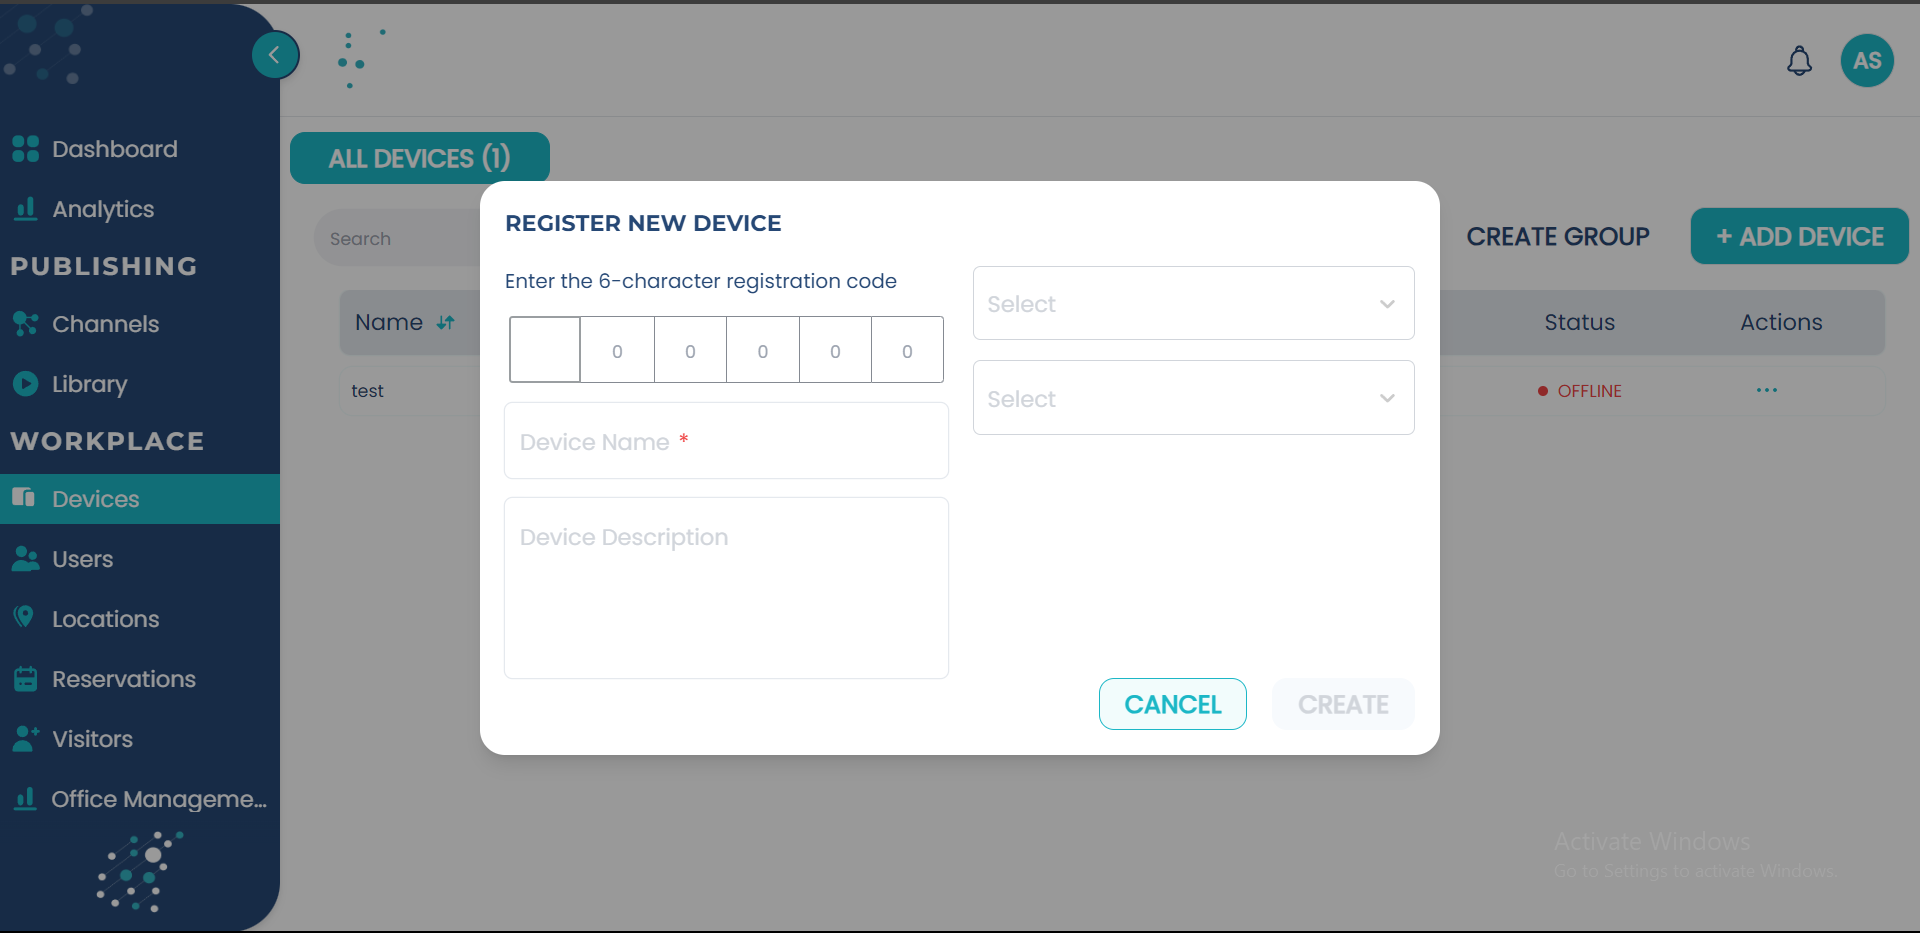 AS
Dashboard
Analytics
PUBLISHING
Channels
Library
WORKPLACE
Devices
Users
Locations
Reservations
Visitors
Office Manageme...
ALL DEVICES (1)
Search
CREATE GROUP
+ ADD DEVICE
Name
Status
Actions
test
OFFLINE
REGISTER NEW DEVICE
Enter the 6-character registration code
0 0 0 0 0
Device Name *
Device Description
Select
Select
CANCEL
CREATE
Activate Windows
Go to Settings to activate Windows.